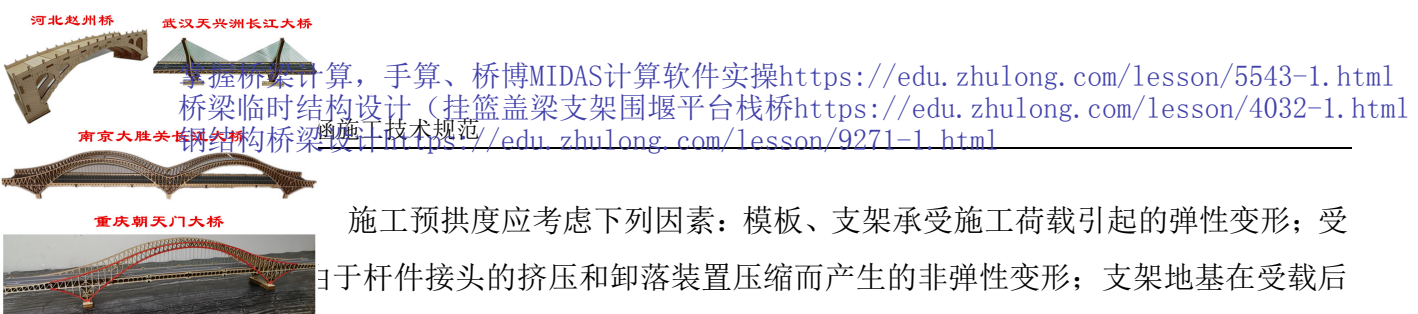 河北赵州桥
武汉天兴洲长江大桥
掌握桥梁计算，手算、桥博MIDAS计算软件实操https://edu.zhulong.com/lesson/5543-1.html
桥梁临时结构设计（挂篮盖梁支架围堰平台栈桥https://edu.zhulong.com/lesson/4032-1.html
南京大胜关长江大桥
涵施工技术规范
钢结构桥梁设计https://edu.zhulong.com/lesson/9271-1.html
施工预拱度应考虑下列因素：模板、支架承受施工荷载引起的弹性变形；受
重庆朝天门大桥
由于杆件接头的挤压和卸落装置压缩而产生的非弹性变形；支架地基在受载后